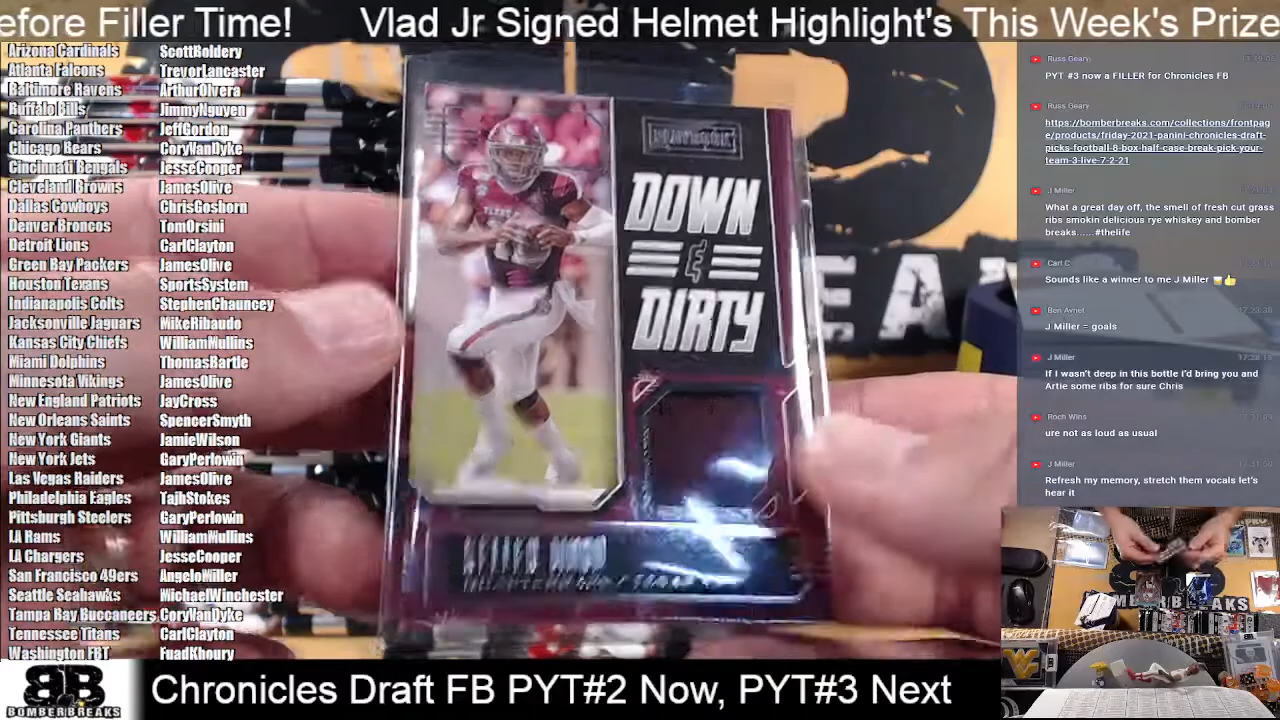 efore Filler Time! Vlad Jr Signed Helmet Highlight's This Week's Prize
Arizona Cardinals ScottBoldery
Atlanta Falcons TrevorLancaster
Baltimore Ravens ArthurOlvera
Buffalo Bills JimmyNguyen
Carolina Panthers JeffGordon
Chicago Bears CoryVanDyke
Cincinnati Bengals JesseCooper
Cleveland Browns JamesOlive
Dallas Cowboys ChrisGoshorn
Denver Broncos TomOrsini
Detroit Lions CarlClayton
Green Bay Packers JamesOlive
Houston Texans SportsSystem
Indianapolis Colts StephenChauncey
Jacksonville Jaguars MikeRibaudo
Kansas City Chiefs WilliamMullins
Miami Dolphins ThomasBartle
Minnesota Vikings JamesOlive
New England Patriots JayCross
New Orleans Saints SpencerSmyth
New York Giants JamieWilson
New York Jets GaryPerlowin
Las Vegas Raiders JamesOlive
Philadelphia Eagles TajhStokes
Pittsburgh Steelers GaryPerlowin
LA Rams WilliamMullins
LA Chargers JesseCooper
San Francisco 49ers AngeloMiller
Seattle Seahawks MichaelWinchester
Tampa Bay Buccaneers CoryVanDyke
Tennessee Titans CarlClayton
Washington FBT FuadKhoury
DOWN
&
DIRTY
EA
Russ Geary
PYT #3 now a FILLER for Chronicles FB
Russ Geary
https://bomberbreaks.com/collections/frontpag
e/products/friday-2021-panini-chronicles-draft-
picks-football-8-box-half-case-break-pick-your-
team-3-live-7-2-21
J Miller
What a great day off, the smell of fresh cut grass
ribs smokin delicious rye whiskey and bomber
breaks......#thelife
Carl C
Sounds like a winner to me J Miller 🥃👍
Ben Avnet 17:23:38
J Miller = goals
J Miller
If I wasn't deep in this bottle I'd bring you and
Artie some ribs for sure Chris
Roch Wins
ure not as loud as usual
J Miller
Refresh my memory, stretch them vocals let's
hear it
BOMBERBREAKS
BB
BOMBERBREAKS
Chronicles Draft FB PYT#2 Now, PYT#3 Next